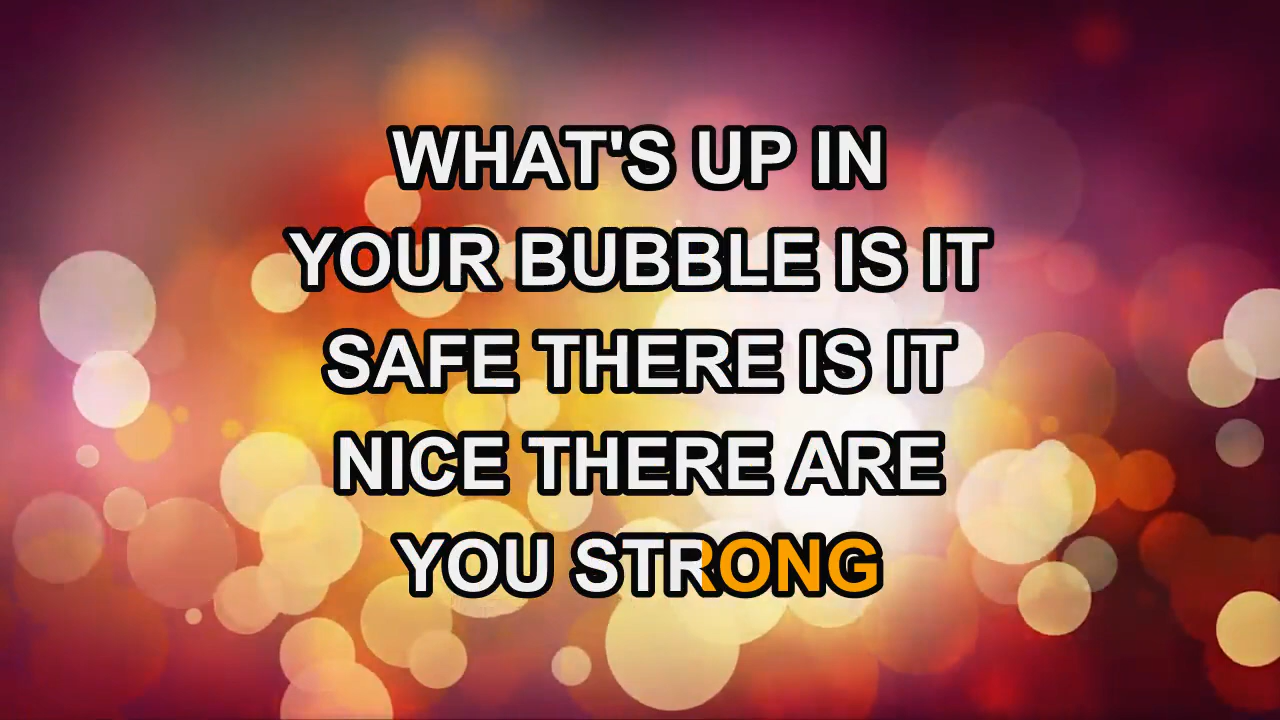 WHAT'S UP IN
YOUR BUBBLE IS IT
SAFE THERE IS IT
NICE THERE ARE
YOU STRONG